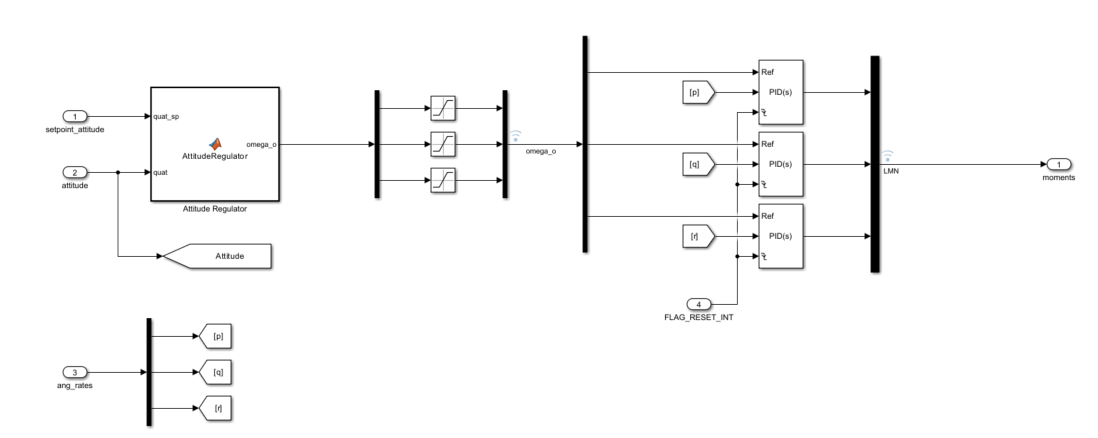 1
setpoint_attitude
2
attitude
quat_sp
quat
AttitudeRegulator
omega_o
Attitude Regulator
Attitude
omega_o
[p]
[q]
[r]
Ref
PID(s)
Ref
PID(s)
Ref
PID(s)
4
FLAG_RESET_INT
LMN
1
moments
3
ang_rates
[p]
[q]
[r]